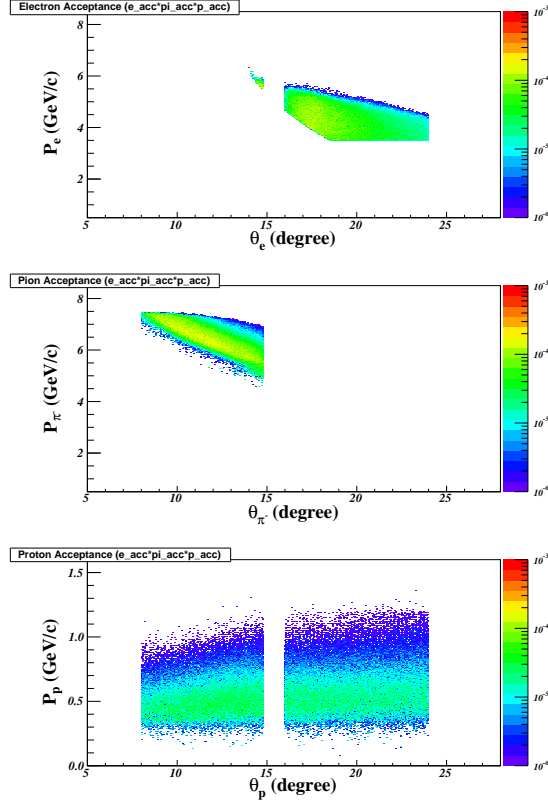 Electron Acceptance (e_acc*pi_acc*p_acc)
P_e (GeV/c)
8
6
4
2
5 10 15 20 25
θ_e (degree)
10^-3
10^-4
10^-5
10^-6
Pion Acceptance (e_acc*pi_acc*p_acc)
P_π^- (GeV/c)
8
6
4
2
5 10 15 20 25
θ_π^- (degree)
10^-3
10^-4
10^-5
10^-6
Proton Acceptance (e_acc*pi_acc*p_acc)
P_p (GeV/c)
1.5
1.0
0.5
0.0
5 10 15 20 25
θ_p (degree)
10^-3
10^-4
10^-5
10^-6